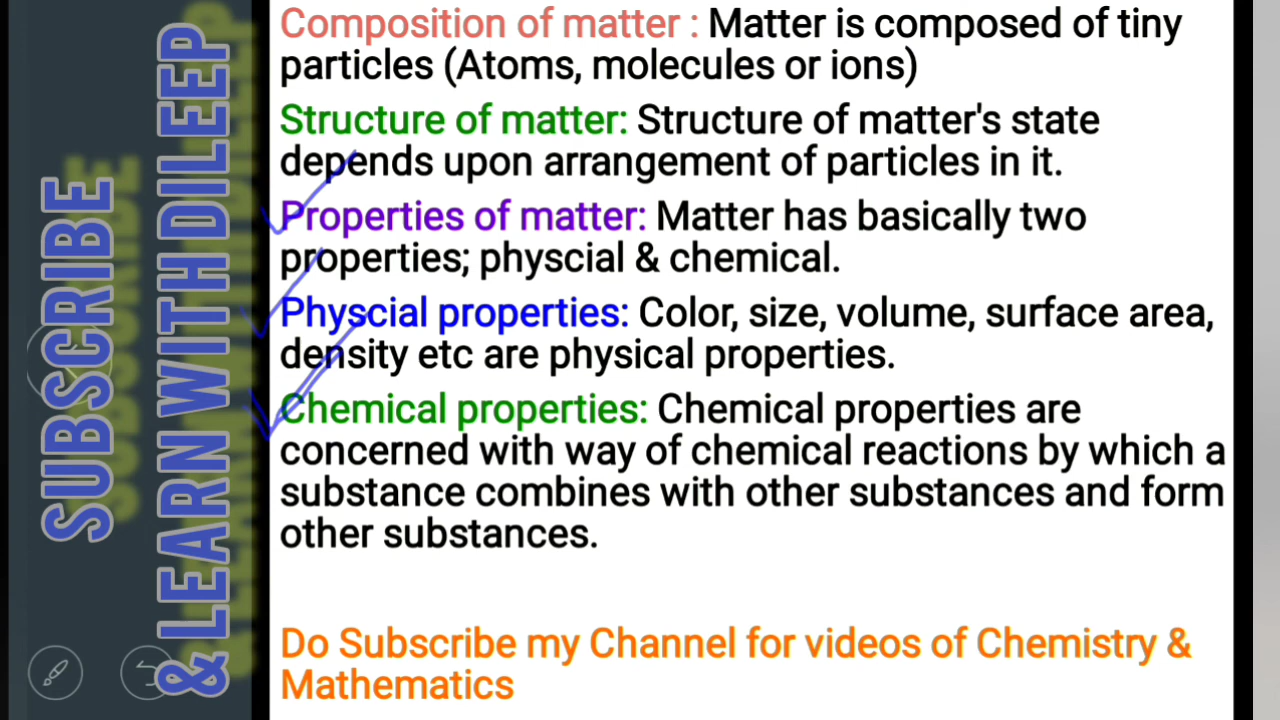 SUBSCRIBE
& LEARN WITH DILEEP
Composition of matter : Matter is composed of tiny
particles (Atoms, molecules or ions)
Structure of matter: Structure of matter's state
depends upon arrangement of particles in it.
Properties of matter: Matter has basically two
properties; physcial & chemical.
Physcial properties: Color, size, volume, surface area,
density etc are physical properties.
Chemical properties: Chemical properties are
concerned with way of chemical reactions by which a
substance combines with other substances and form
other substances.
Do Subscribe my Channel for videos of Chemistry &
Mathematics